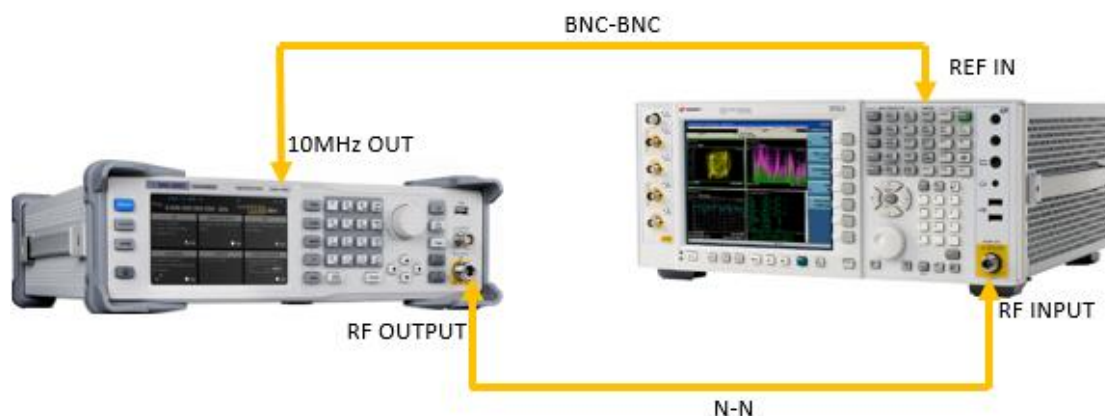 BNC-BNC
REF IN
10MHz OUT
RF OUTPUT
RF INPUT
N-N